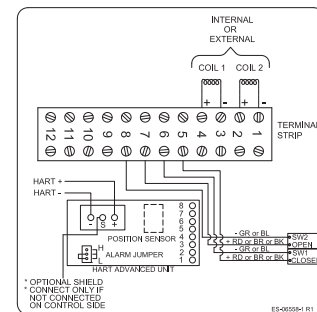 INTERNAL
OR
EXTERNAL
COIL 1 COIL 2
+ - + -
12 11 10 9 8 7 6 5 4 3 2 1
TERMINAL
STRIP
HART +
HART -
- S +
POSITION SENSOR
8
7
6
5
4
3
2
1
H
L
ALARM JUMPER
HART ADVANCED UNIT
- GR or BL
+ RD or BR or BK
- GR or BL
+ RD or BR or BK
SW2
OPEN
SW1
CLOSED
* OPTIONAL SHIELD
* CONNECT ONLY IF
NOT CONNECTED
ON CONTROL SIDE
ES-06558-1 R1